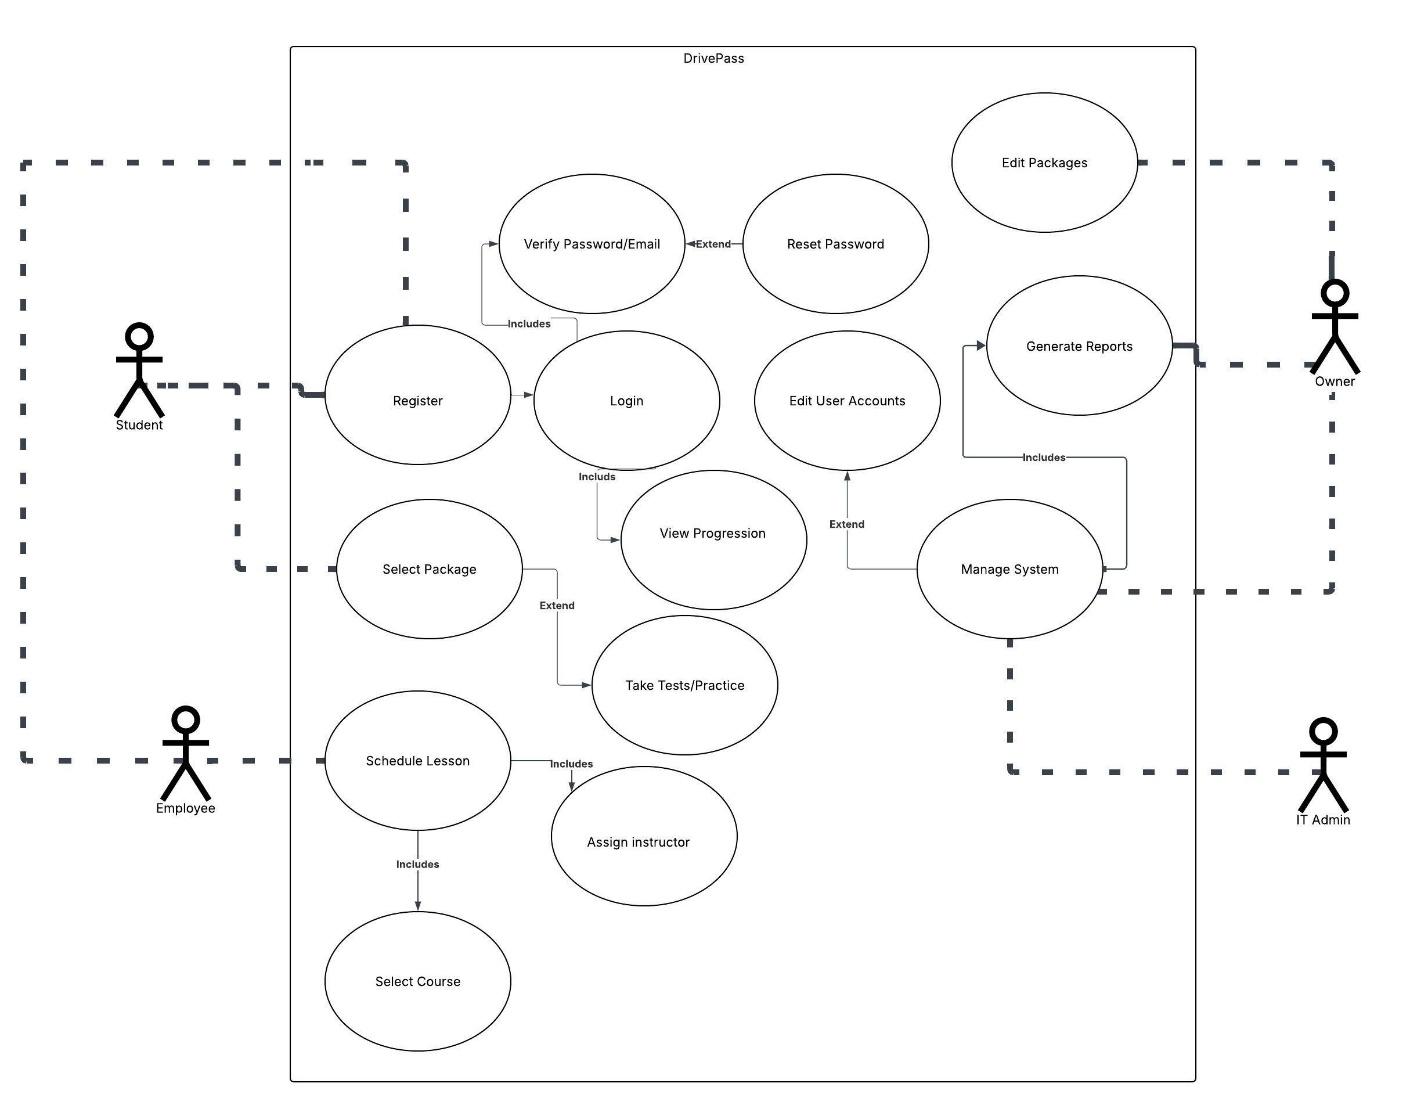 DrivePass
Edit Packages
Verify Password/Email
Extend
Reset Password
Includes
Generate Reports
Owner
Student
Register
Login
Edit User Accounts
Includes
Includs
View Progression
Extend
Select Package
Manage System
Extend
Take Tests/Practice
Schedule Lesson
Includes
Employee
IT Admin
Assign instructor
Includes
Select Course